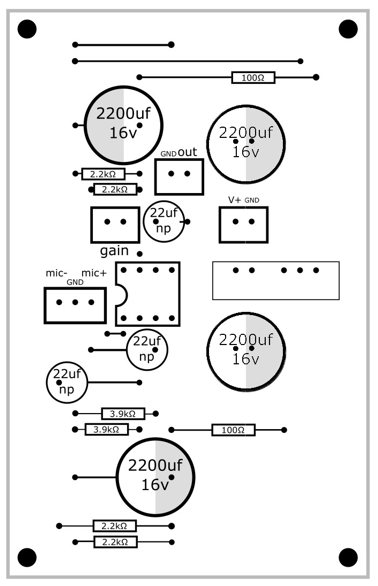 100Ω
2200uf
16v
2200uf
16v
GND out
2.2kΩ
2.2kΩ
22uf
np
V+ GND
gain
mic- mic+
GND
22uf
np
2200uf
16v
22uf
np
3.9kΩ
3.9kΩ
100Ω
2200uf
16v
2.2kΩ
2.2kΩ